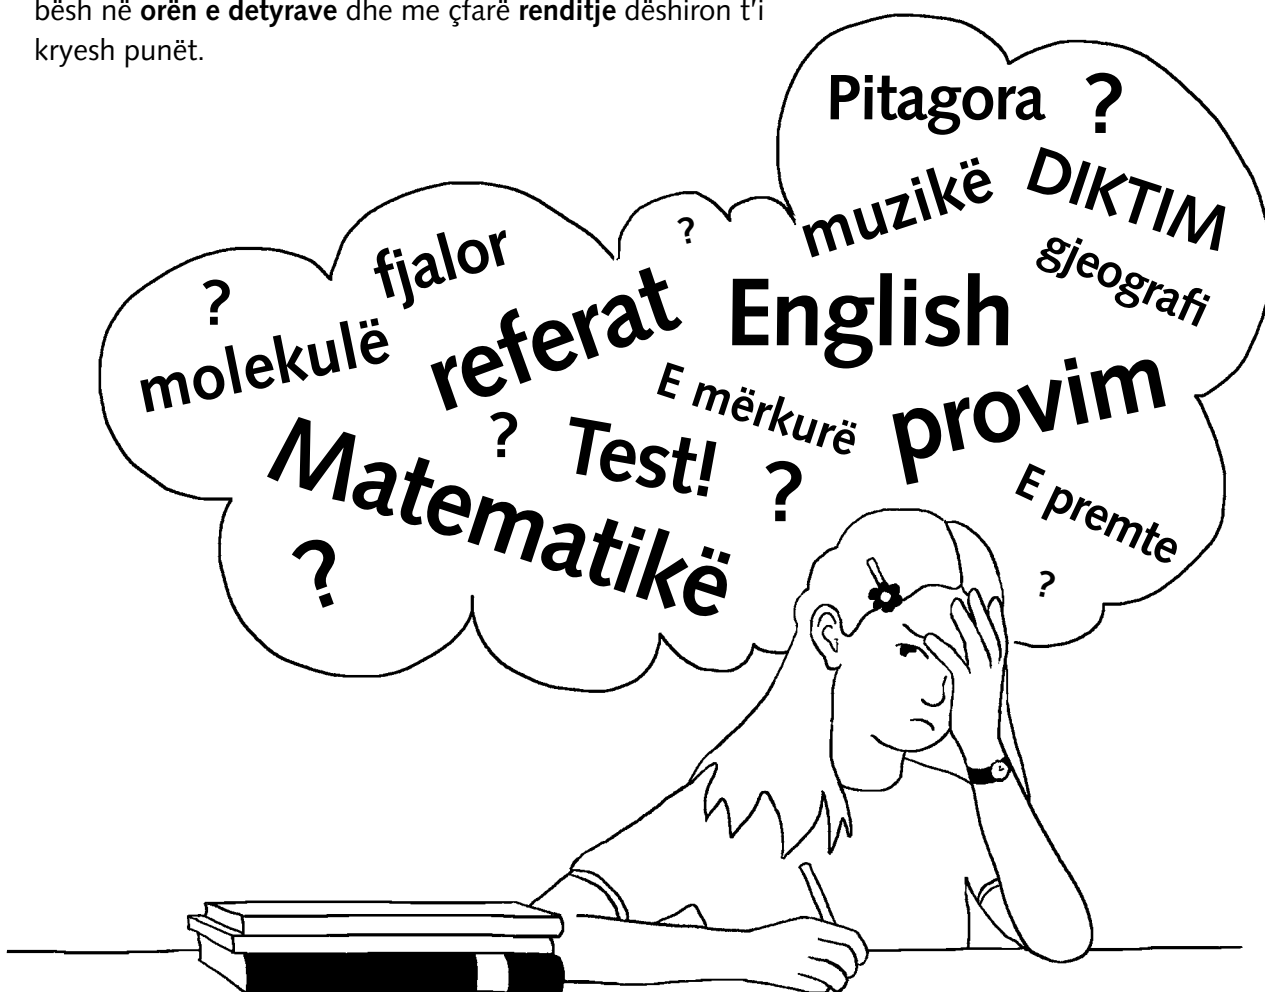 bësh në orën e detyrave dhe me çfarë renditje dëshiron t'i
kryesh punët.
Pitagora ?
muzikë
DIKTIM
gjeografi
?
fjalor
?
molekulë
referat
English
E mërkurë
provim
?
Test!
?
Matematikë
E premte
?
?